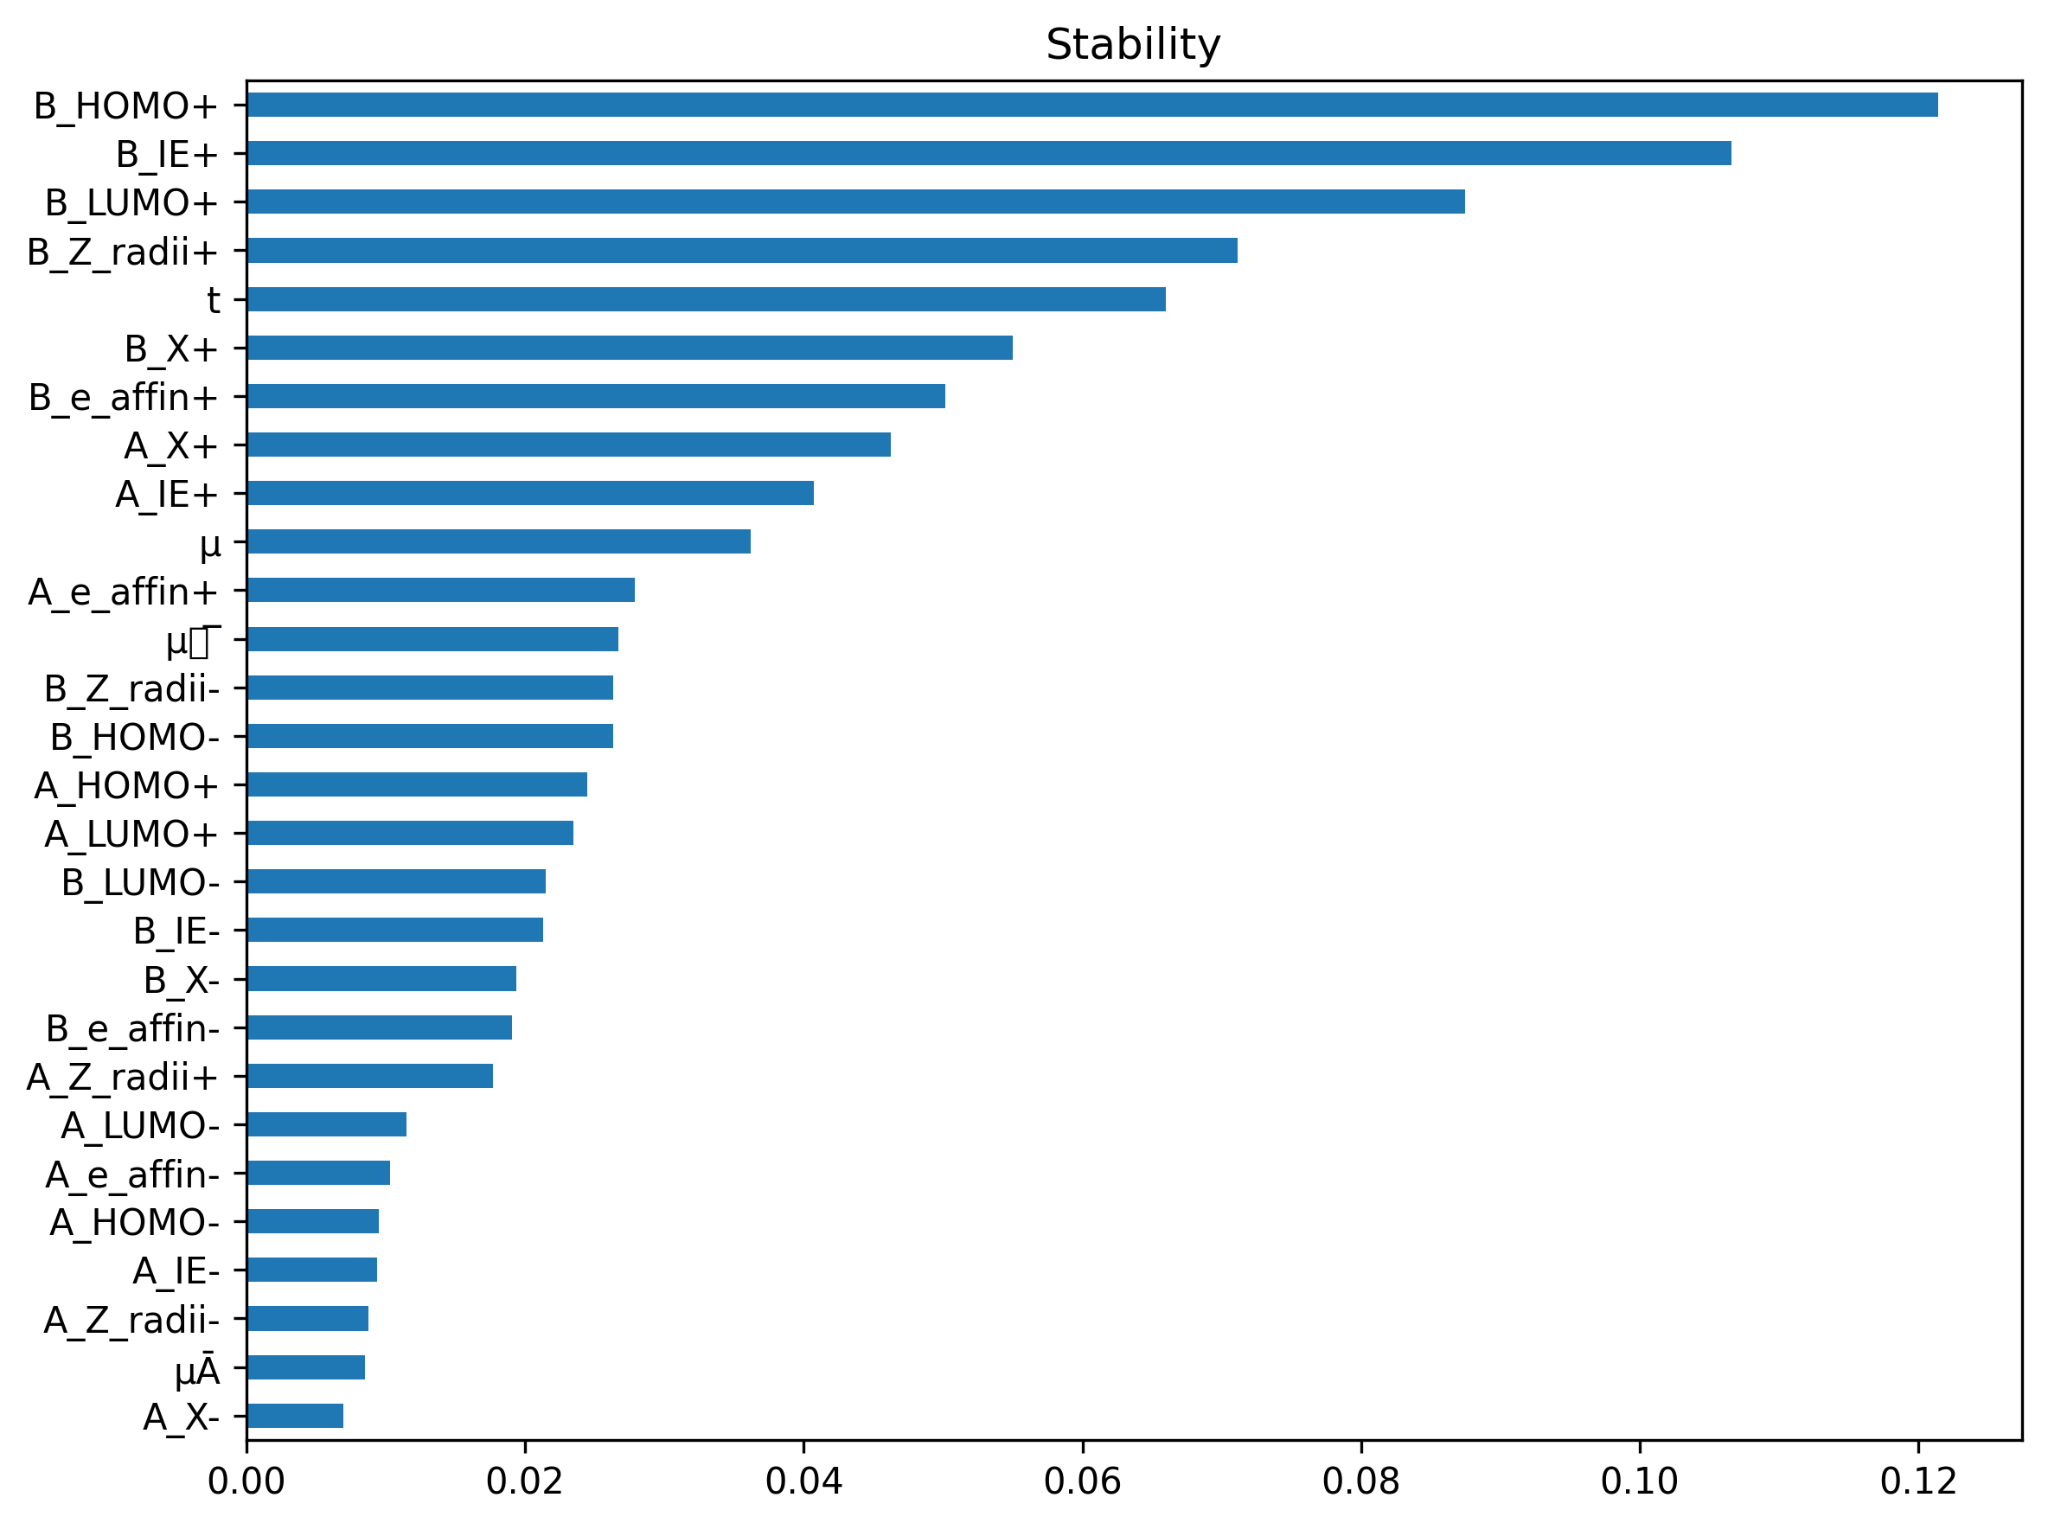 Stability
B_HOMO+
B_IE+
B_LUMO+
B_Z_radii+
t
B_X+
B_e_affin+
A_X+
A_IE+
μ
A_e_affin+
μ
B_Z_radii-
B_HOMO-
A_HOMO+
A_LUMO+
B_LUMO-
B_IE-
B_X-
B_e_affin-
A_Z_radii+
A_LUMO-
A_e_affin-
A_HOMO-
A_IE-
A_Z_radii-
μĀ
A_X-
0.00 0.02 0.04 0.06 0.08 0.10 0.12